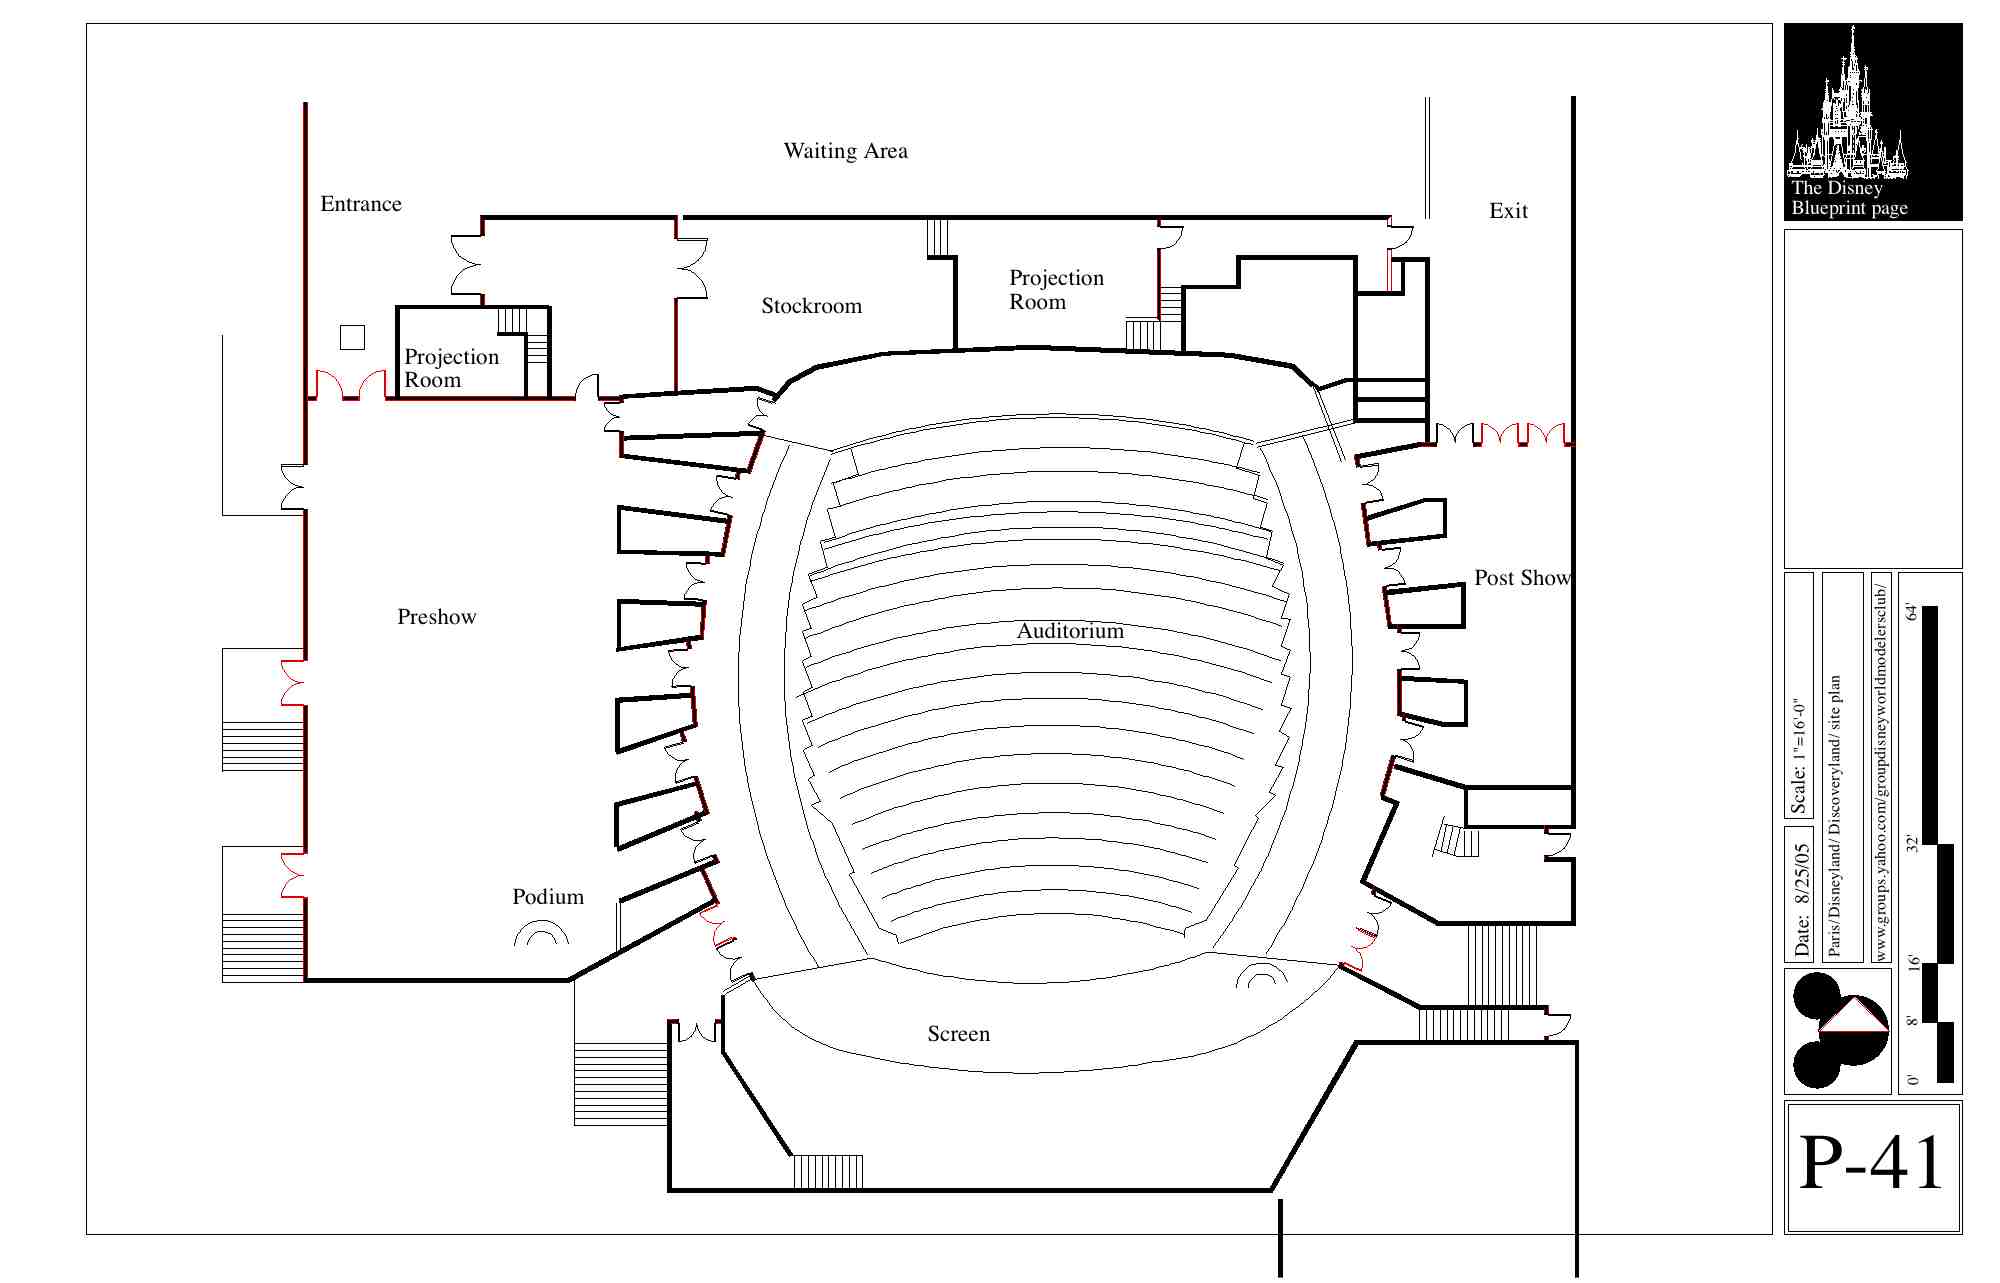 Waiting Area
Entrance
Exit
Projection
Room
Stockroom
Projection
Room
Post Show
Preshow
Auditorium
Podium
Screen
The Disney
Blueprint page
64'
32'
16'
8'
0'
Scale: 1"=16'-0"
Date: 8/25/05
Paris/Disneyland/ Discoveryland/ site plan
www.groups.yahoo.com/groupdisneyworldmodelersclub/
P-41